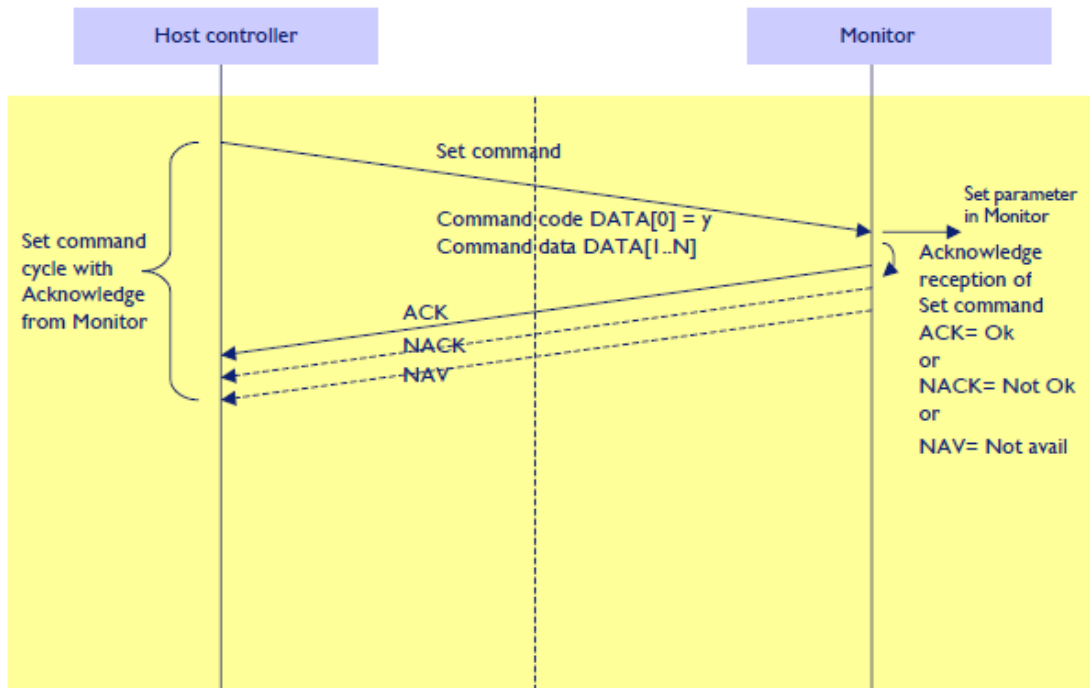 Host controller
Monitor
Set command
Set parameter
in Monitor
Command code DATA[0] = y
Command data DATA[1..N]
Set command
cycle with
Acknowledge
from Monitor
Acknowledge
reception of
Set command
ACK= Ok
or
NACK= Not Ok
or
NAV= Not avail
ACK
NACK
NAV